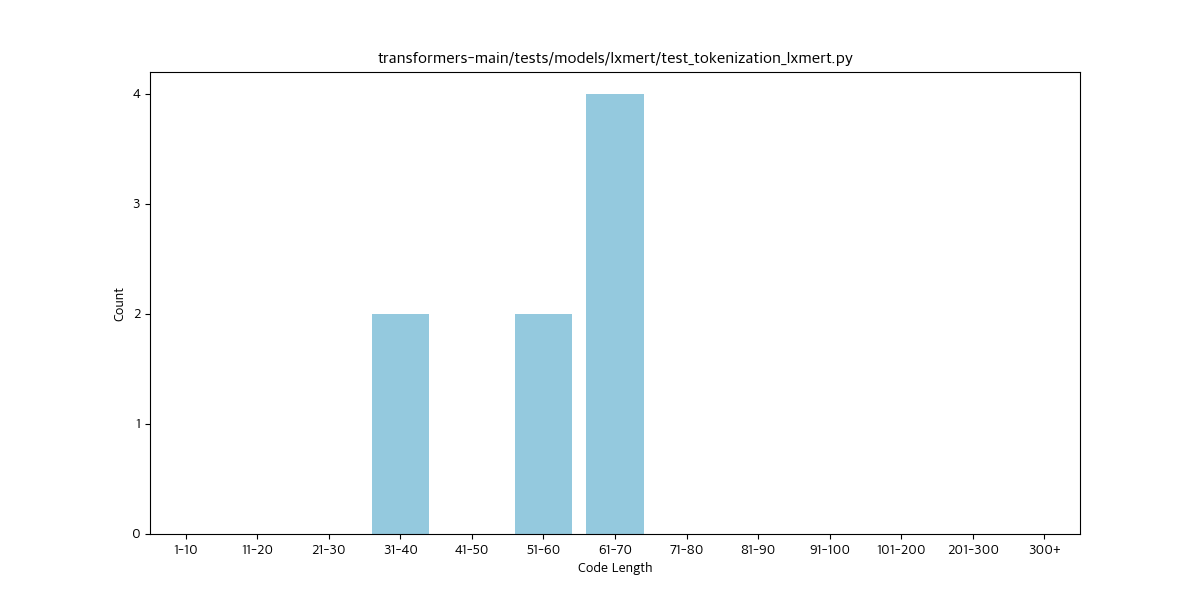 transformers-main/tests/models/lxmert/test_tokenization_lxmert.py
4
3
2
1
0
Count
1-10 11-20 21-30 31-40 41-50 51-60 61-70 71-80 81-90 91-100 101-200 201-300 300+
Code Length